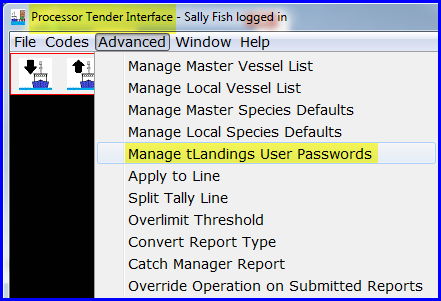 Processor Tender Interface - Sally Fish logged in
File Codes Advanced Window Help
Manage Master Vessel List
Manage Local Vessel List
Manage Master Species Defaults
Manage Local Species Defaults
Manage tLandings User Passwords
Apply to Line
Split Tally Line
Overlimit Threshold
Convert Report Type
Catch Manager Report
Override Operation on Submitted Reports